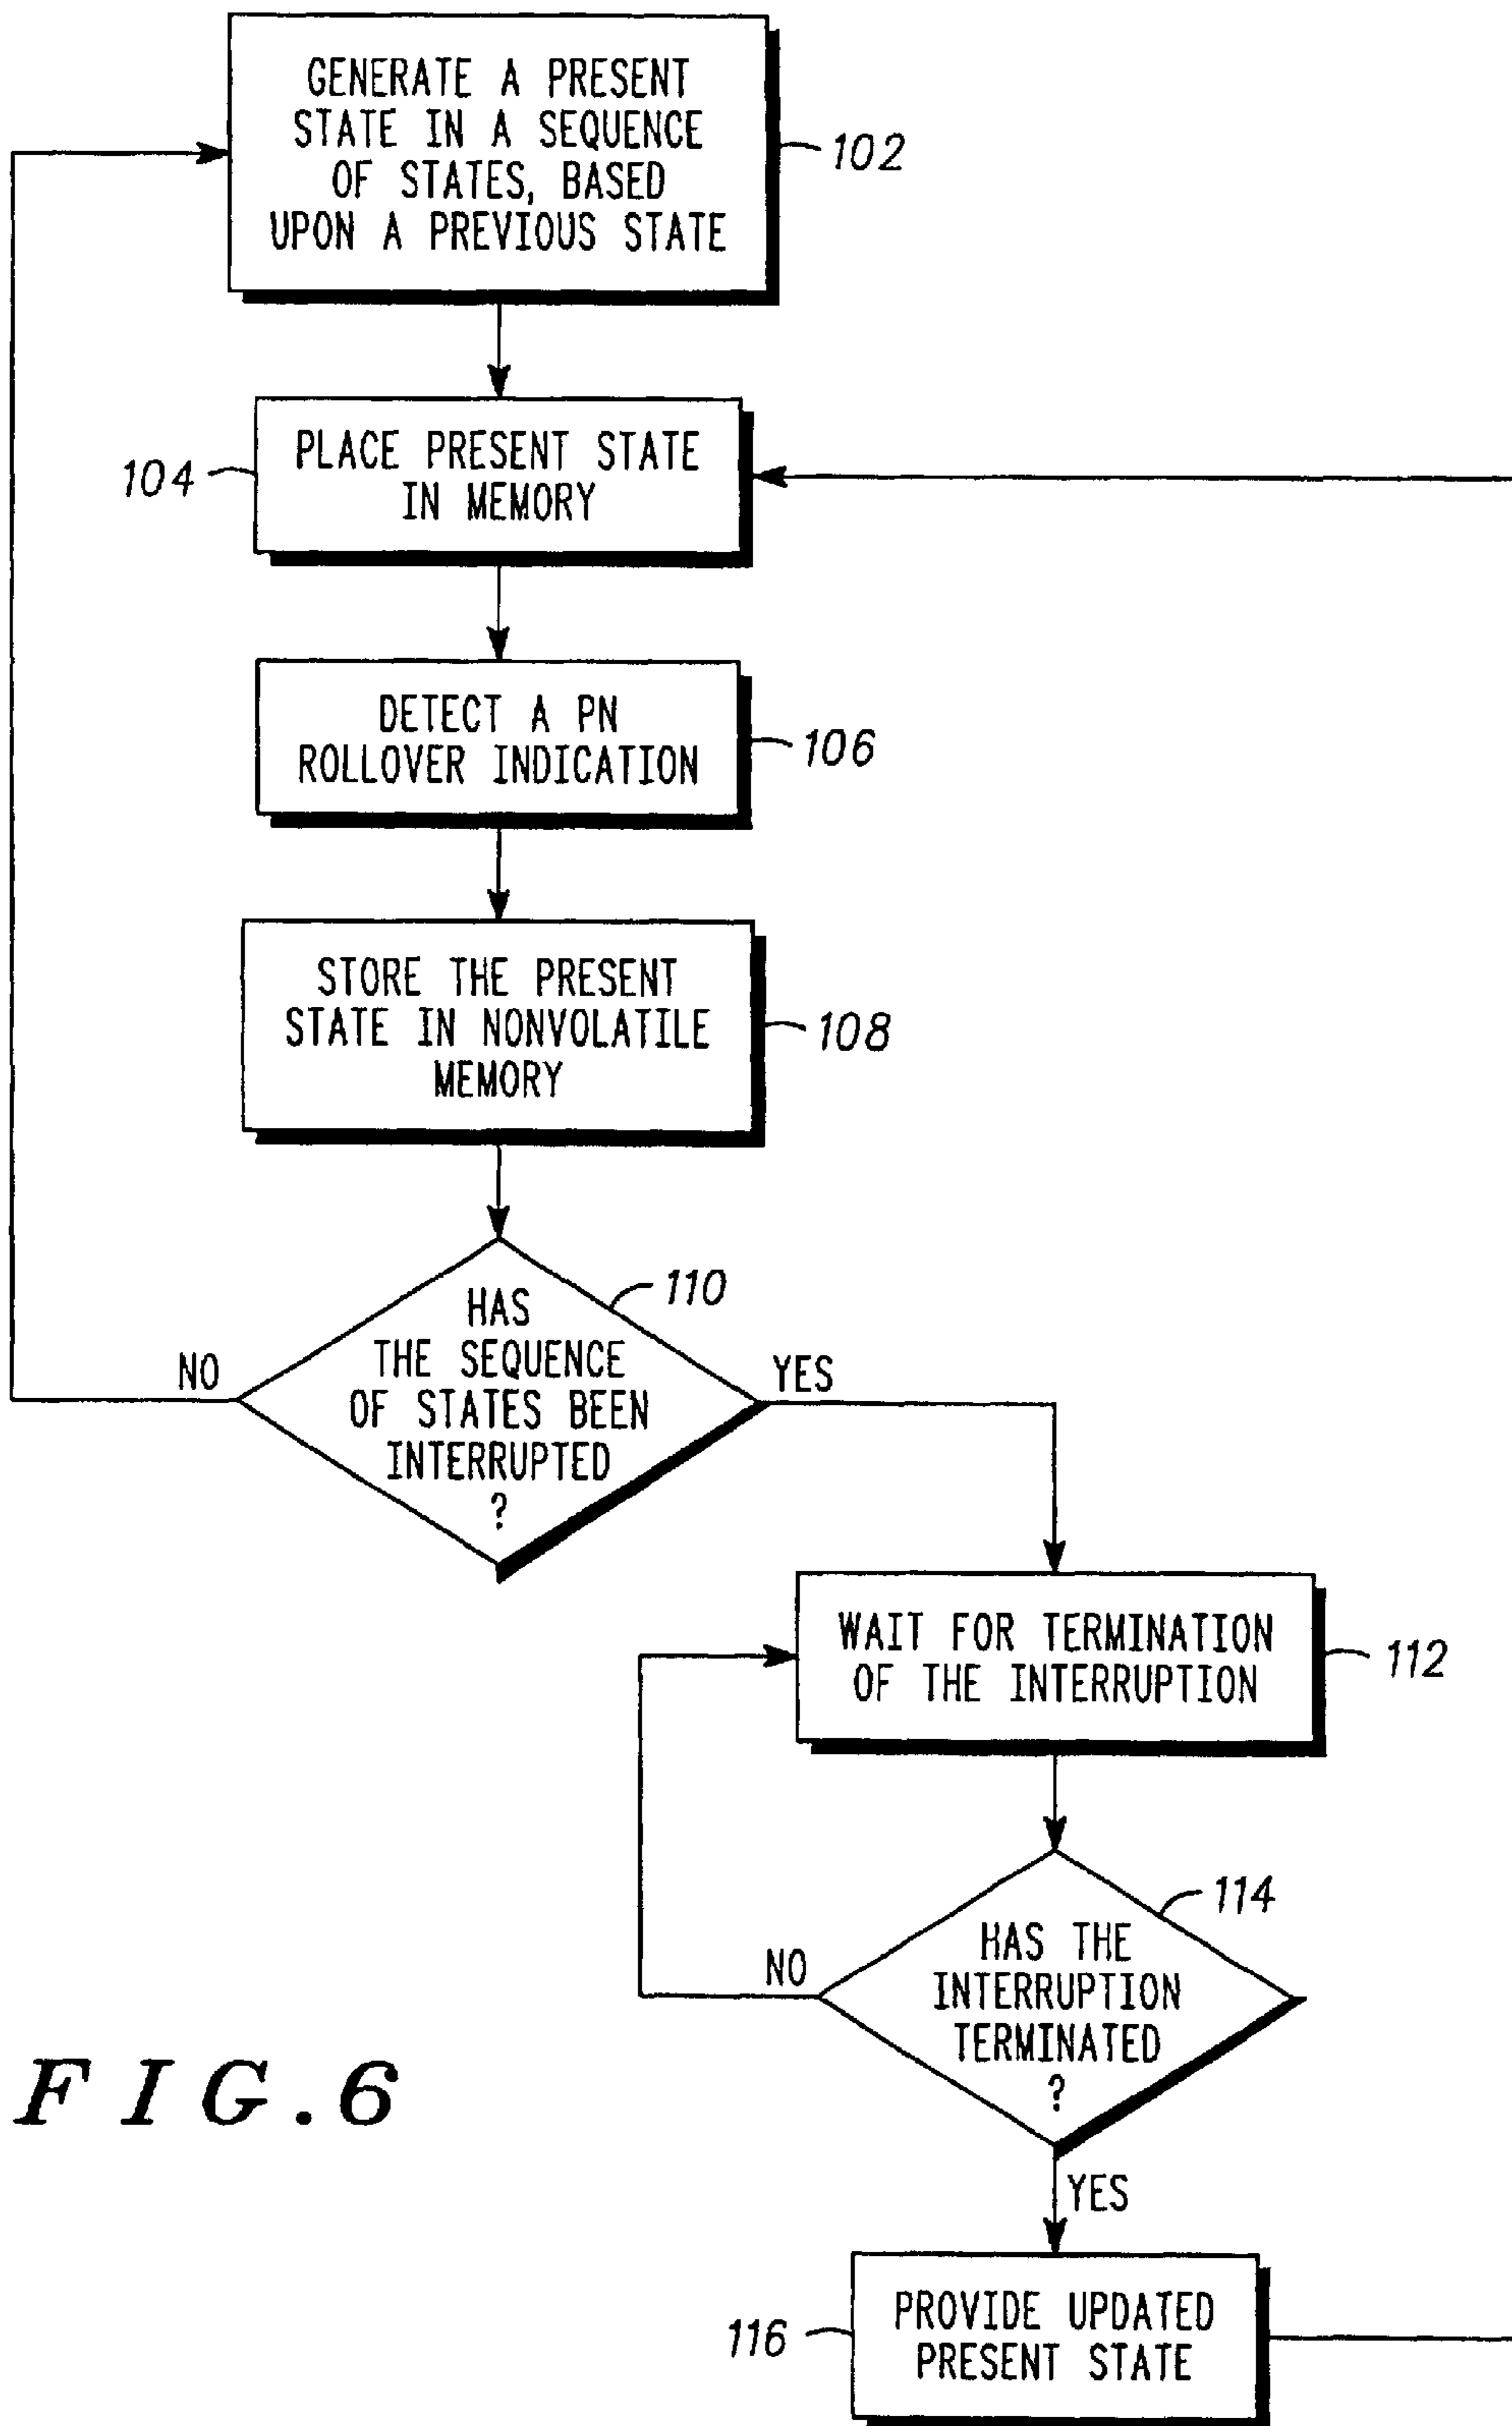 GENERATE A PRESENT
STATE IN A SEQUENCE
OF STATES, BASED
UPON A PREVIOUS STATE
102
PLACE PRESENT STATE
IN MEMORY
104
DETECT A PN
ROLLOVER INDICATION
106
STORE THE PRESENT
STATE IN NONVOLATILE
MEMORY
108
HAS
THE SEQUENCE
OF STATES BEEN
INTERRUPTED
?
110
NO
YES
WAIT FOR TERMINATION
OF THE INTERRUPTION
112
HAS THE
INTERRUPTION
TERMINATED
?
114
NO
YES
PROVIDE UPDATED
PRESENT STATE
116
FIG.6